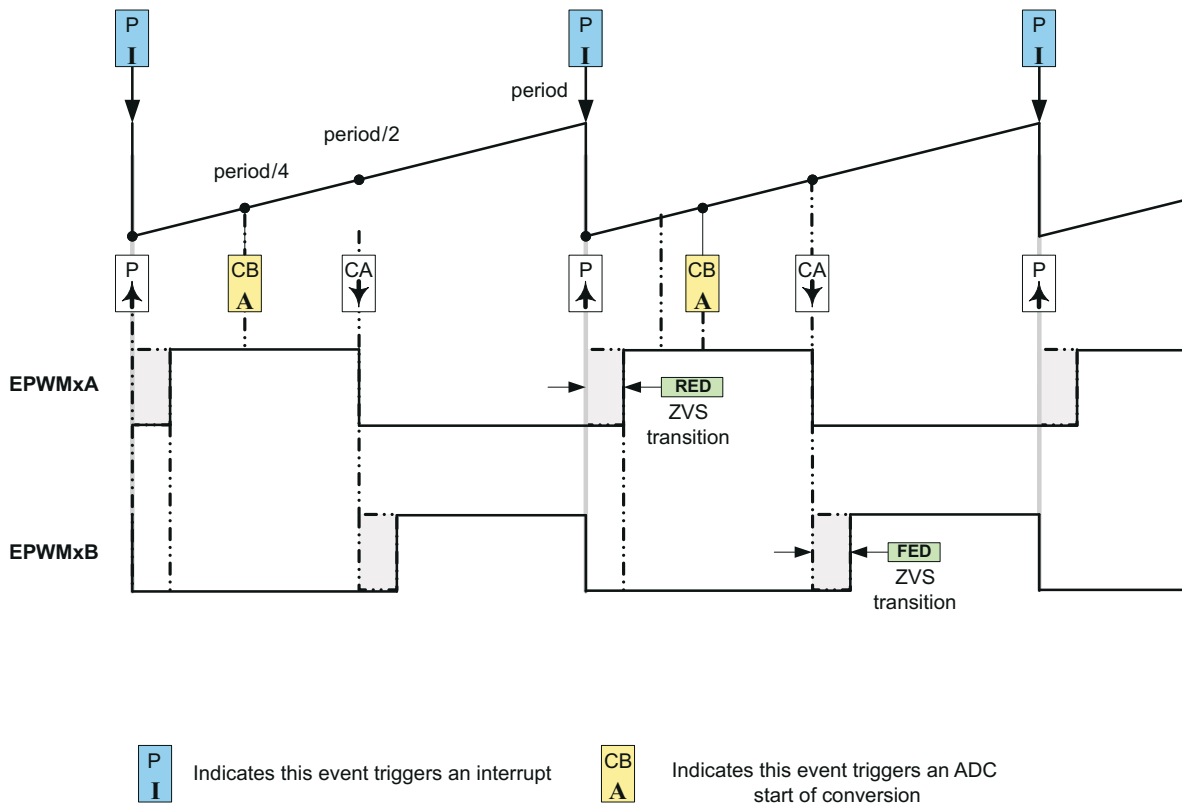 P
I
P
I
P
I
period
period/2
period/4
P
CB
A
CA
P
CB
A
CA
P
EPWMxA
RED
ZVS
transition
EPWMxB
FED
ZVS
transition
P
I
Indicates this event triggers an interrupt
CB
A
Indicates this event triggers an ADC
start of conversion